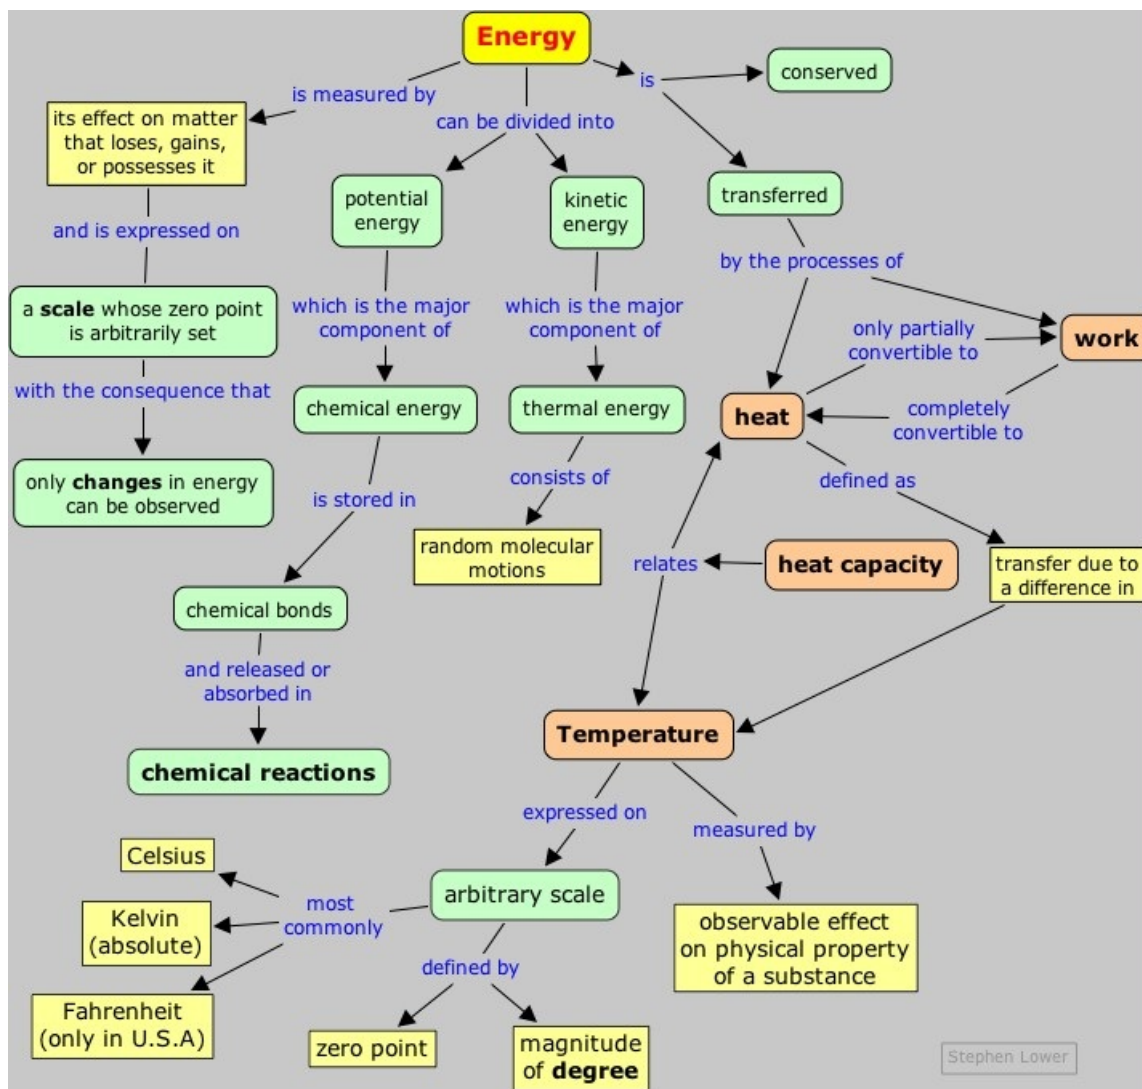 Energy
is
conserved
is measured by
can be divided into
its effect on matter
that loses, gains,
or possesses it
potential
energy
kinetic
energy
transferred
and is expressed on
by the processes of
a scale whose zero point
is arbitrarily set
which is the major
component of
which is the major
component of
only partially
convertible to
work
with the consequence that
chemical energy
thermal energy
heat
completely
convertible to
only changes in energy
can be observed
is stored in
consists of
defined as
random molecular
motions
relates
heat capacity
transfer due to
a difference in
chemical bonds
and released or
absorbed in
Temperature
chemical reactions
expressed on
measured by
Celsius
most
commonly
arbitrary scale
Kelvin
(absolute)
observable effect
on physical property
of a substance
defined by
Fahrenheit
(only in U.S.A)
zero point
magnitude
of degree
Stephen Lower